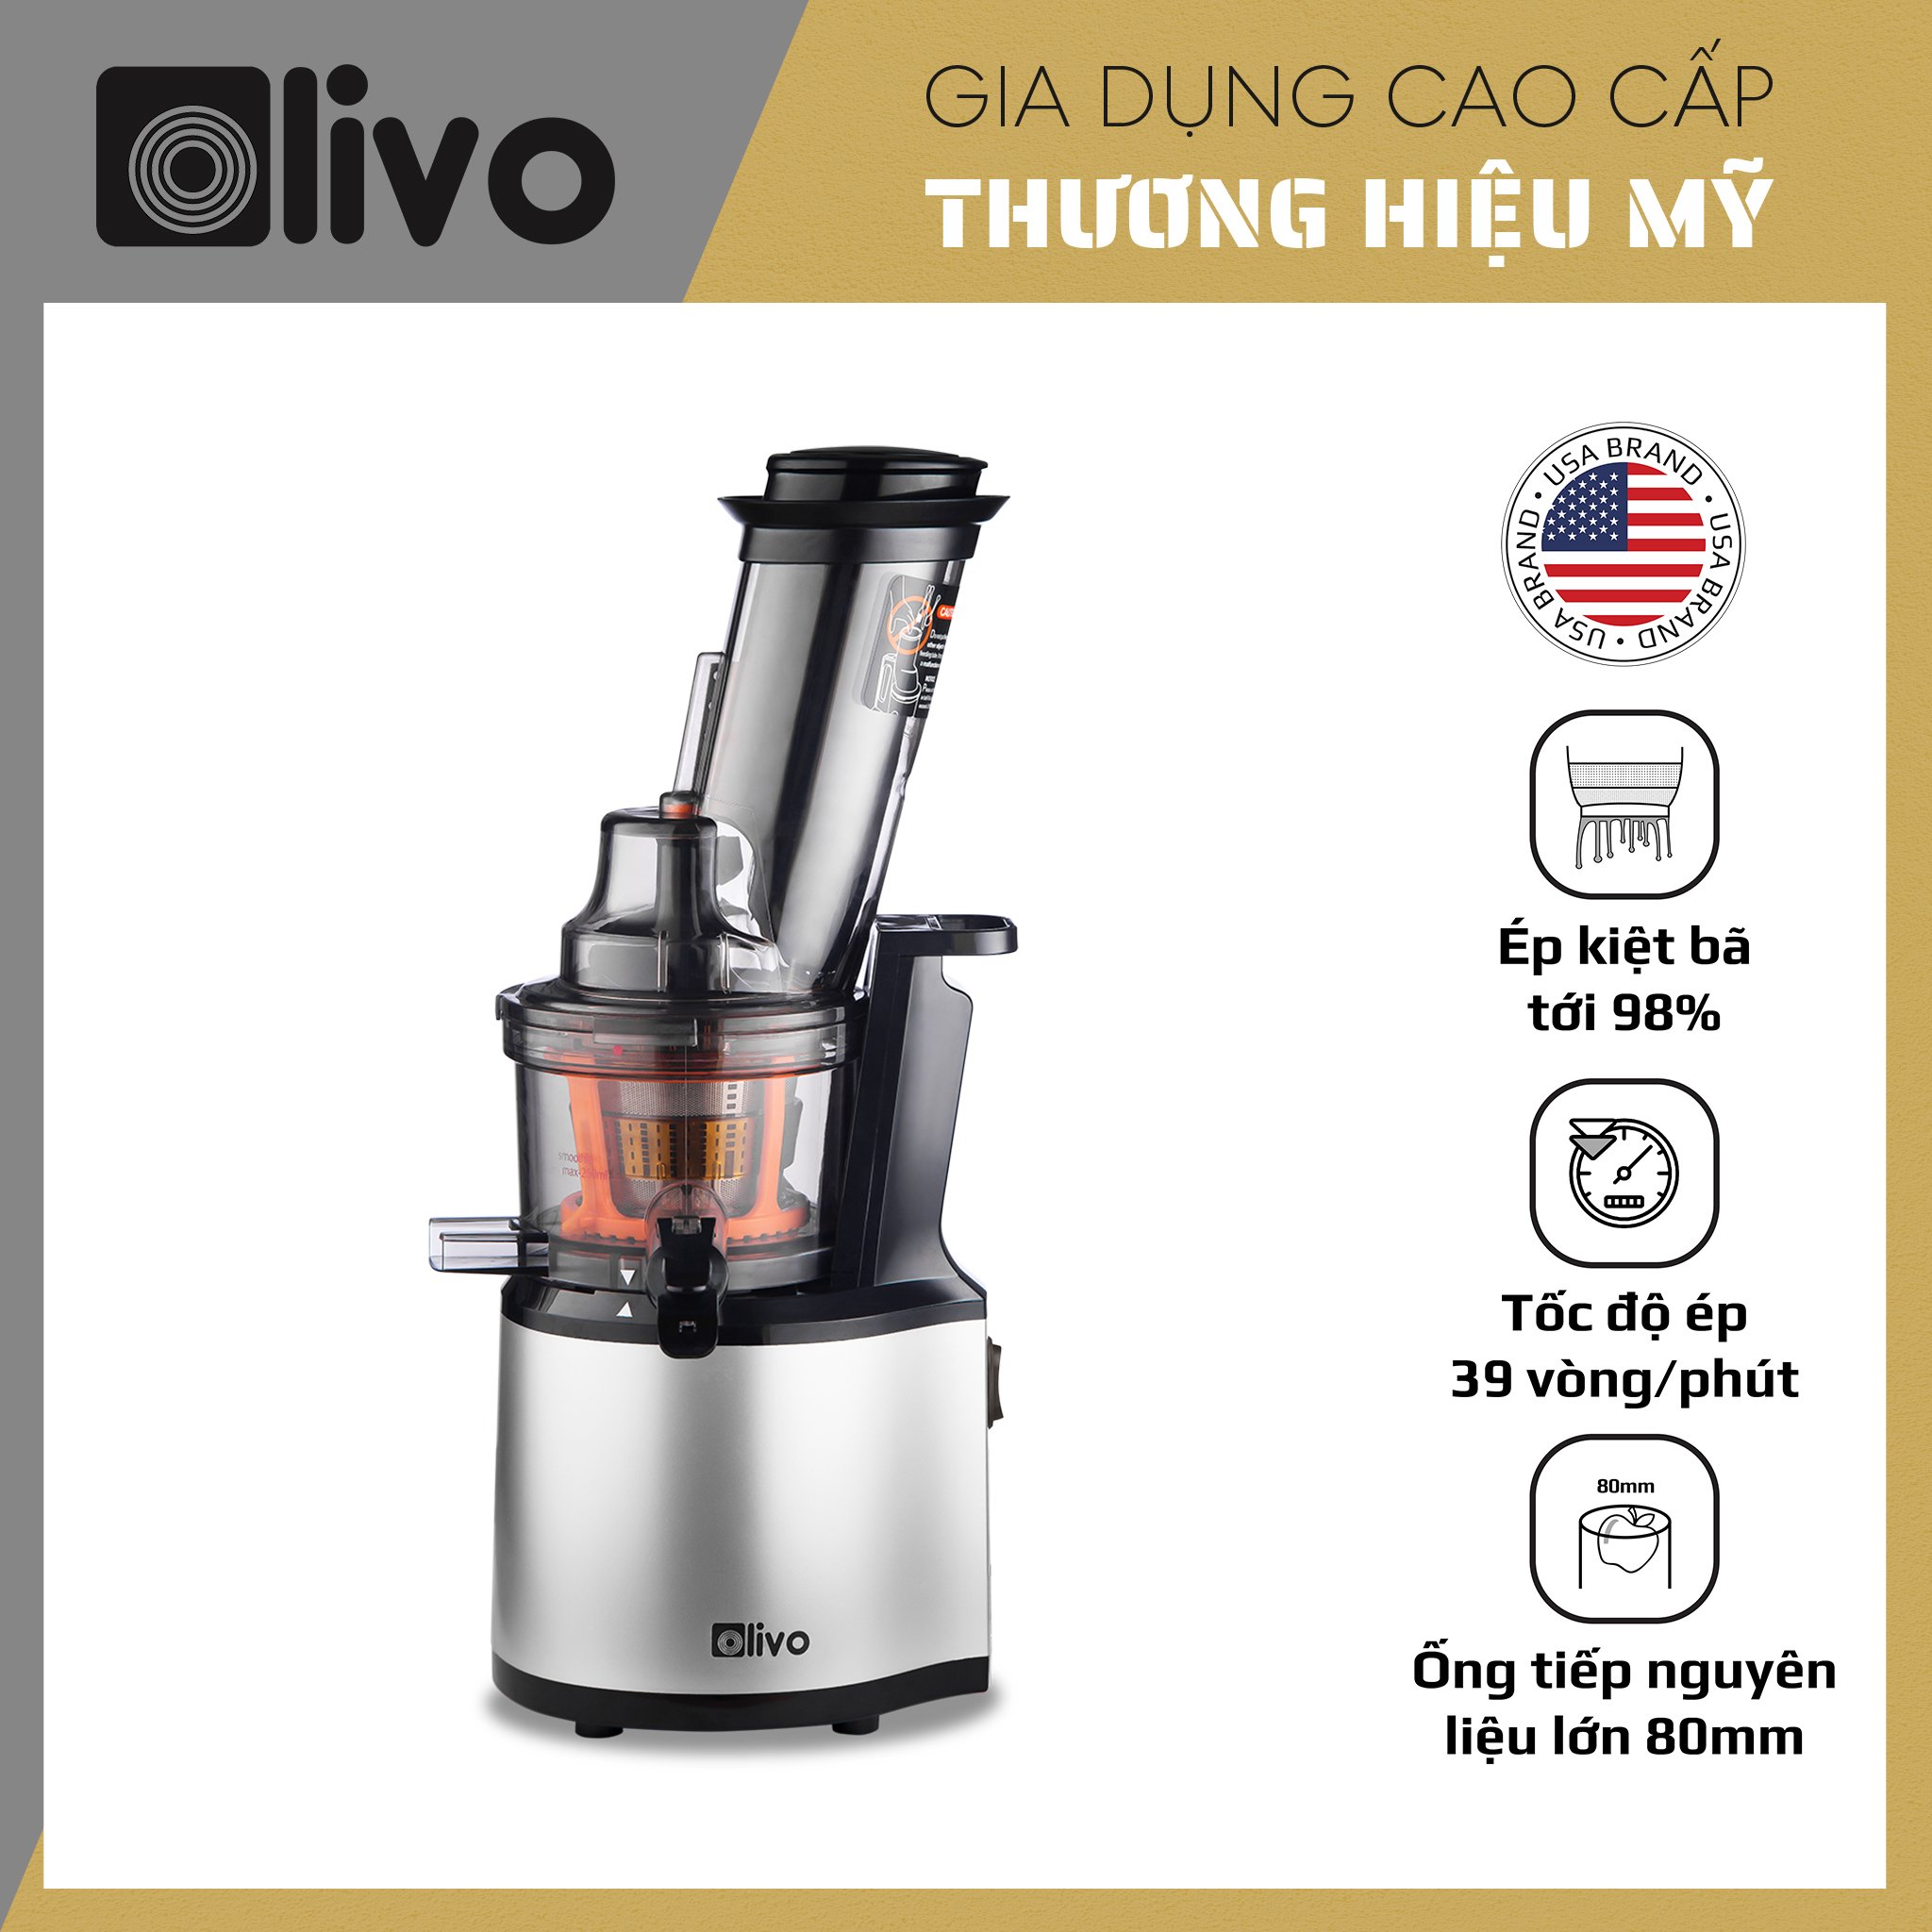 Olivo
GIA DỤNG CAO CẤP
THƯƠNG HIỆU MỸ
USA BRAND • USA BRAND • USA BRAND • USA BRAND •
Ép kiệt bã
tới 98%
Tốc độ ép
39 vòng/phút
80mm
Ống tiếp nguyên
liệu lớn 80mm
NOTICE
Olivo